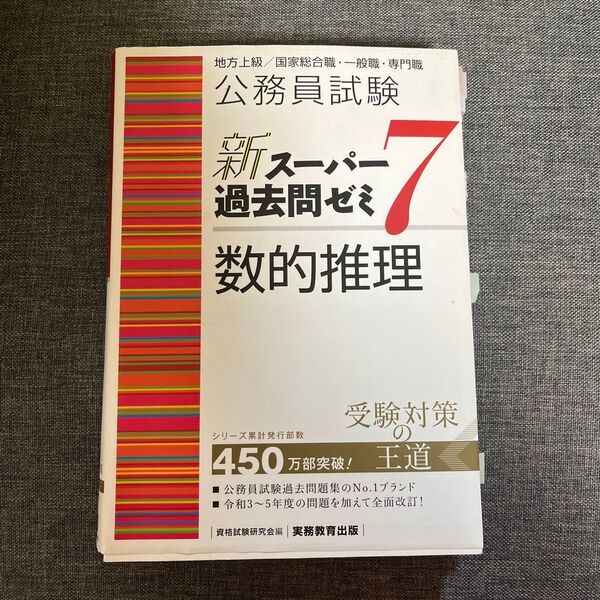 地方上級／国家総合職・一般職・専門職
公務員試験
新スーパー
過去問ゼミ7
数的推理
受験対策
の
王道
シリーズ累計発行部数
450万部突破！
■ 公務員試験過去問題集のNo.1ブランド
■ 令和3～5年度の問題を加えて全面改訂！
資格試験研究会編｜実務教育出版